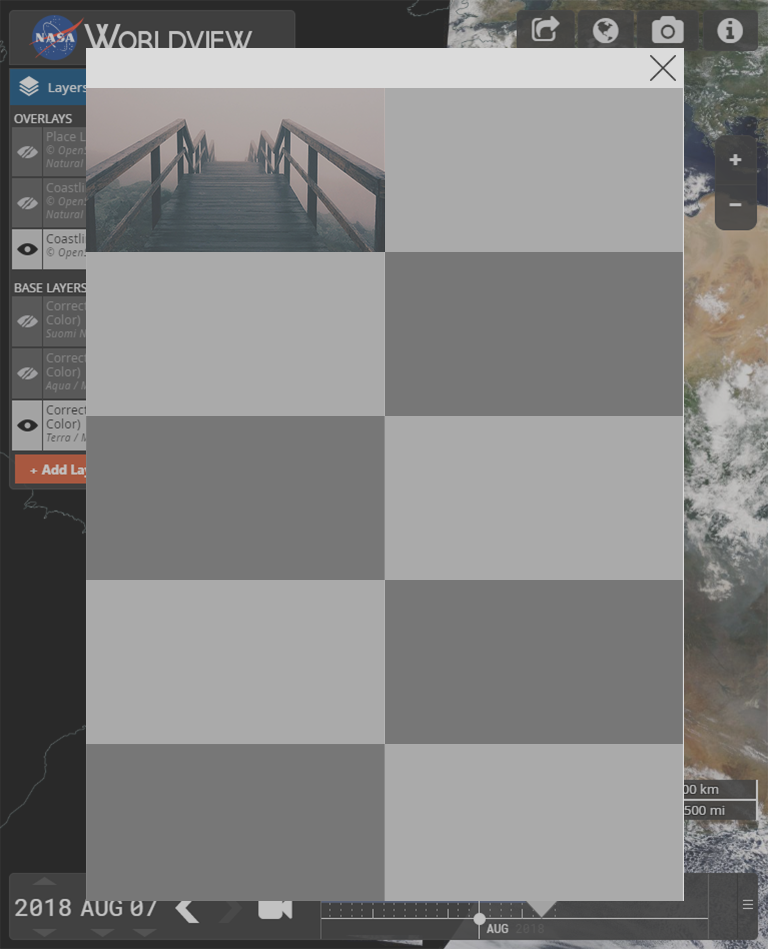 NASA WORLDVIEW
Layers
OVERLAYS
Place L
© Open
Natural
Coastli
© Open
Natural
Coastli
© Open
BASE LAYERS
Correct
Color)
Suomi N
Correct
Color)
Aqua / M
Correct
Color)
Terra / M
+ Add Lay
+
−
00 km
500 mi
2018 AUG 07
AUG 2018